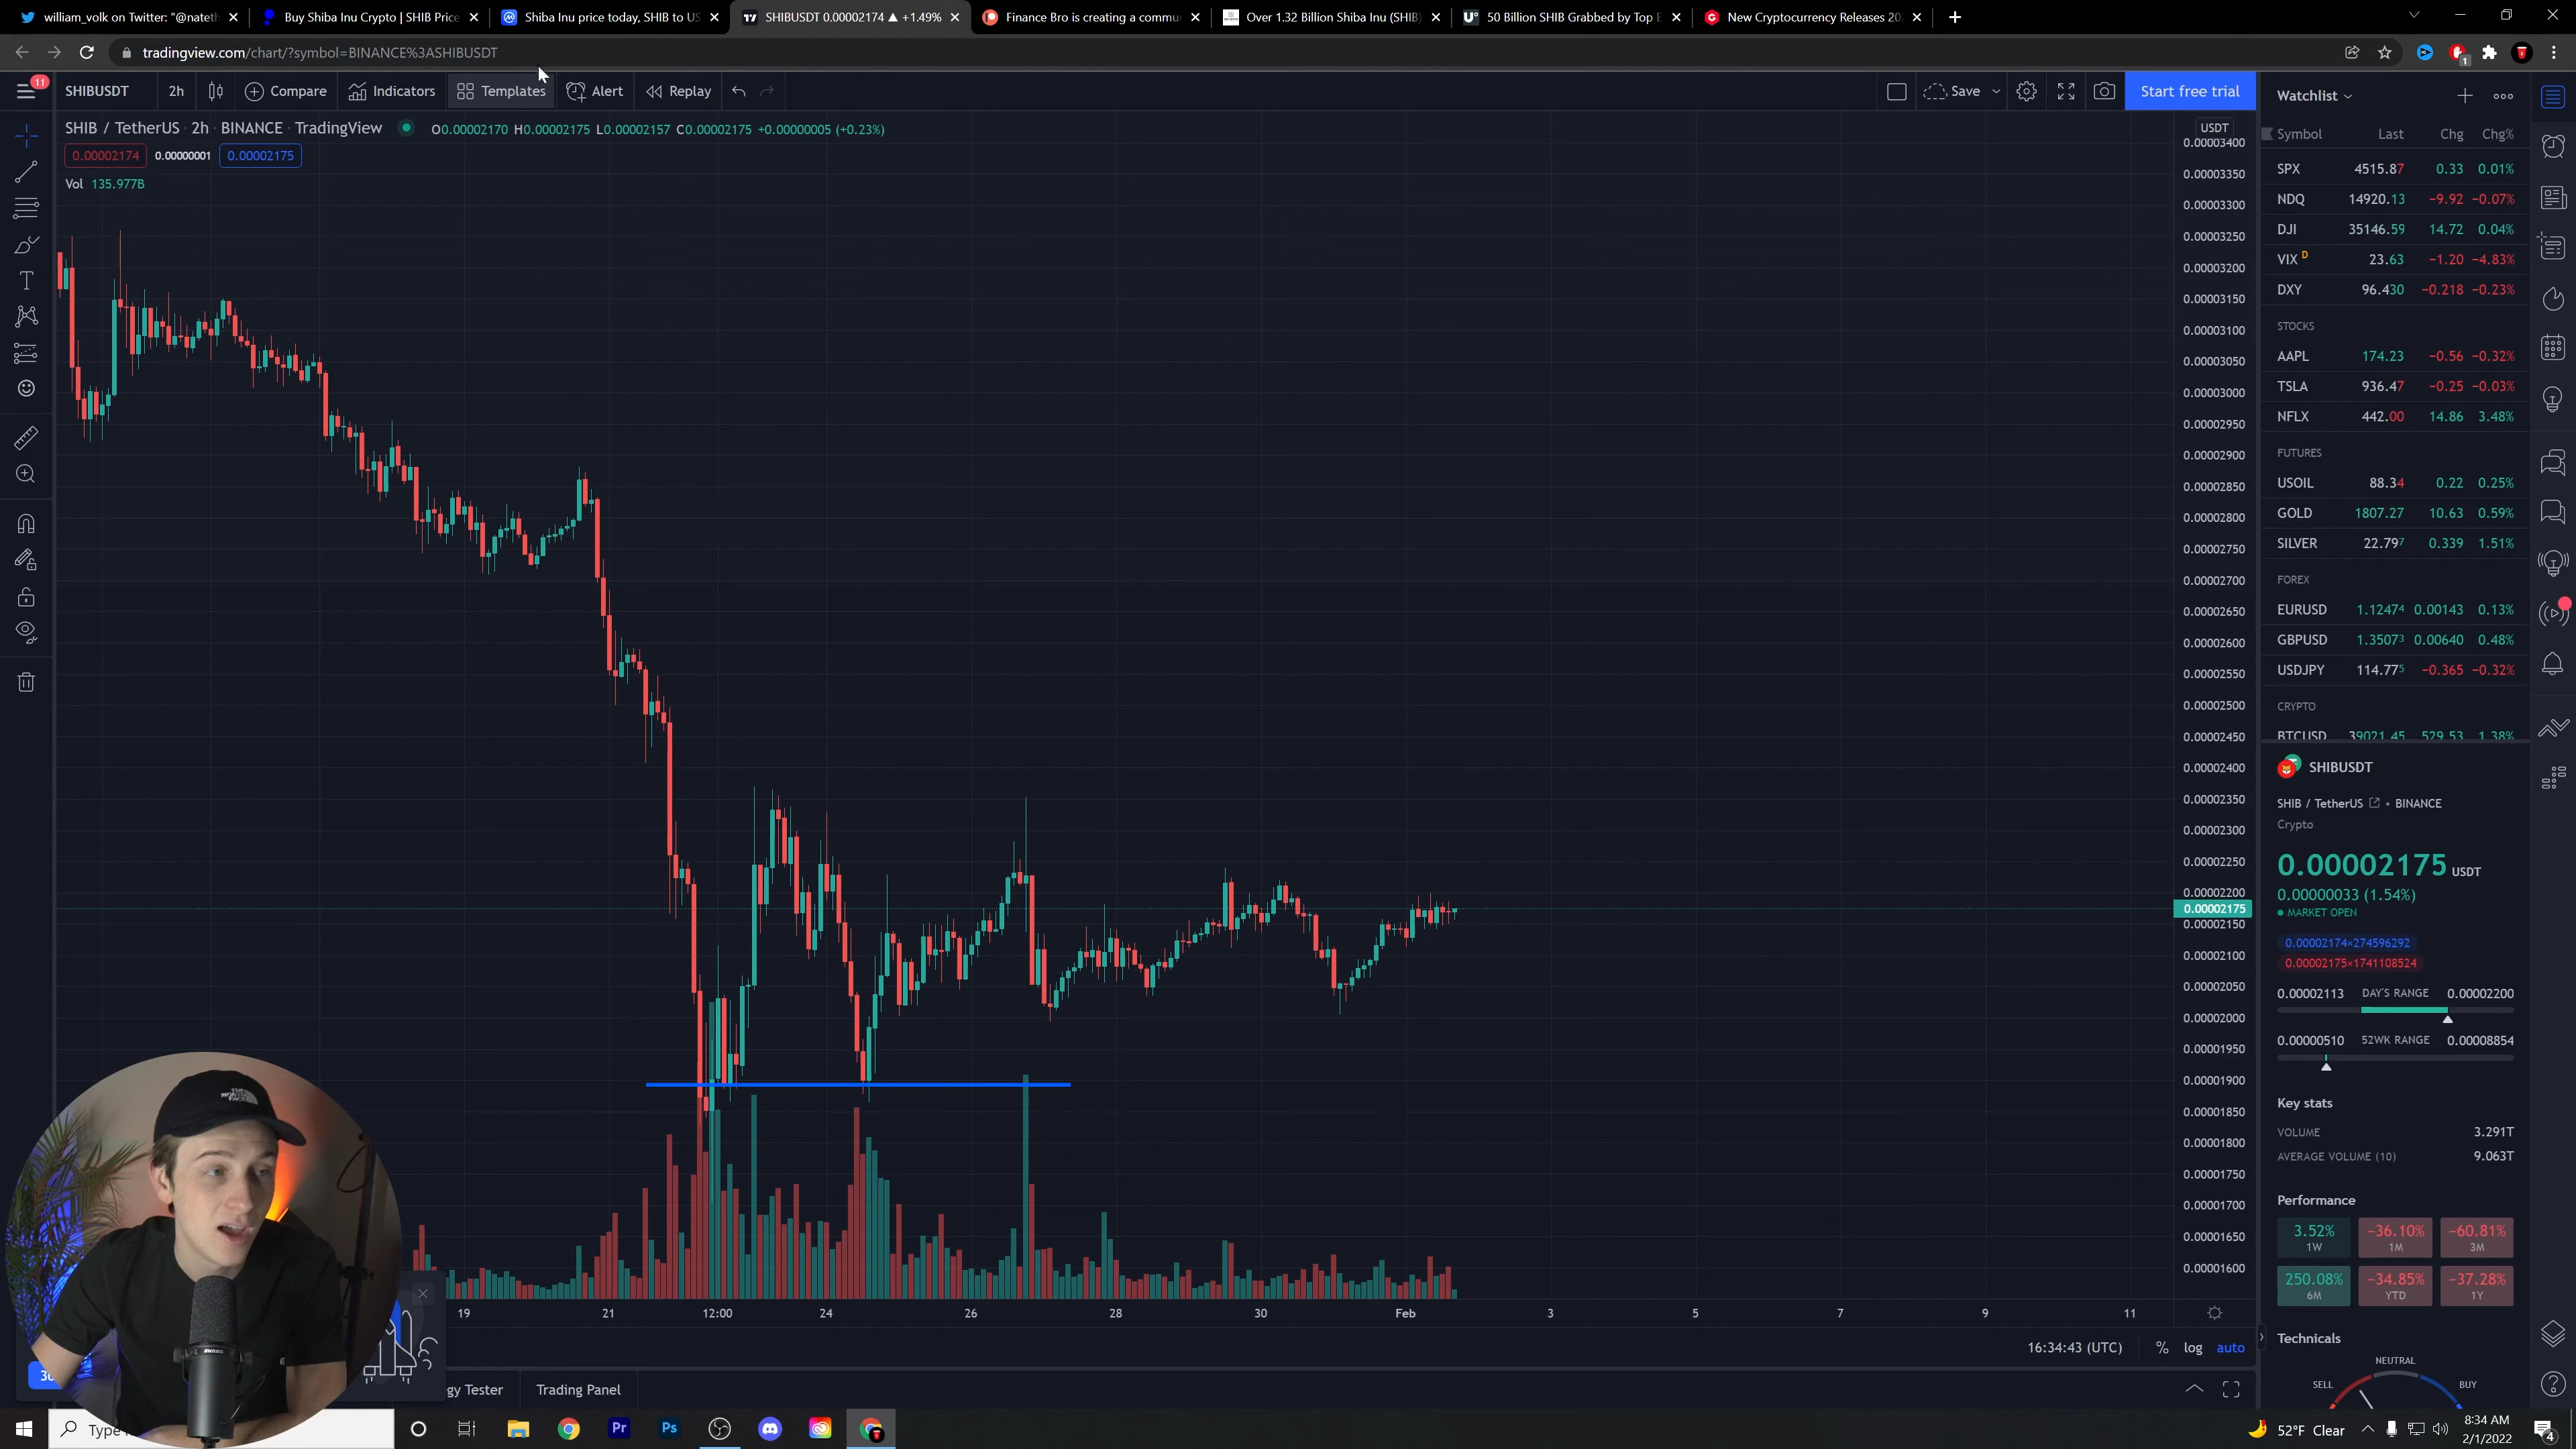 william_volk on Twitter: "@nateth
Buy Shiba Inu Crypto | SHIB Price
Shiba Inu price today, SHIB to US
SHIBUSDT 0.00002174 ▲ +1.49%
Finance Bro is creating a commu
Over 1.32 Billion Shiba Inu (SHIB)
50 Billion SHIB Grabbed by Top E
New Cryptocurrency Releases 20
tradingview.com/chart/?symbol=BINANCE%3ASHIBUSDT
1
11
SHIBUSDT 2h Compare Indicators Templates Alert Replay Save Start free trial
SHIB / TetherUS · 2h · BINANCE · TradingView
O0.00002170 H0.00002175 L0.00002157 C0.00002175 +0.00000005 (+0.23%)
0.00002174 0.00000001 0.00002175
Vol 135.977B
USDT
0.00003400
0.00003350
0.00003300
0.00003250
0.00003200
0.00003150
0.00003100
0.00003050
0.00003000
0.00002950
0.00002900
0.00002850
0.00002800
0.00002750
0.00002700
0.00002650
0.00002600
0.00002550
0.00002500
0.00002450
0.00002400
0.00002350
0.00002300
0.00002250
0.00002200
0.00002175
0.00002150
0.00002100
0.00002050
0.00002000
0.00001950
0.00001900
0.00001850
0.00001800
0.00001750
0.00001700
0.00001650
0.00001600
19 21 12:00 24 26 28 30 Feb 3 5 7 9 11
16:34:43 (UTC) % log auto
gy Tester Trading Panel
Watchlist
Symbol Last Chg Chg%
SPX 4515.87 0.33 0.01%
NDQ 14920.13 −9.92 −0.07%
DJI 35146.59 14.72 0.04%
VIX D 23.63 −1.20 −4.83%
DXY 96.430 −0.218 −0.23%
STOCKS
AAPL 174.23 −0.56 −0.32%
TSLA 936.47 −0.25 −0.03%
NFLX 442.00 14.86 3.48%
FUTURES
USOIL 88.34 0.22 0.25%
GOLD 1807.27 10.63 0.59%
SILVER 22.797 0.339 1.51%
FOREX
EURUSD 1.12474 0.00143 0.13%
GBPUSD 1.35073 0.00640 0.48%
USDJPY 114.775 −0.365 −0.32%
CRYPTO
BTCUSD 39021.45 529.53 1.38%
SHIBUSDT
SHIB / TetherUS • BINANCE
Crypto
0.00002175 USDT
0.00000033 (1.54%)
MARKET OPEN
0.00002174×274596292
0.00002175×1741108524
0.00002113 DAY'S RANGE 0.00002200
0.00000510 52WK RANGE 0.00008854
Key stats
VOLUME 3.291T
AVERAGE VOLUME (10) 9.063T
Performance
3.52% −36.10% −60.81%
1W 1M 3M
250.08% −34.85% −37.28%
6M YTD 1Y
Technicals
NEUTRAL
SELL BUY
THE NORTH FACE
30
Type
Pr
Ps
52°F Clear
8:34 AM
2/1/2022
4